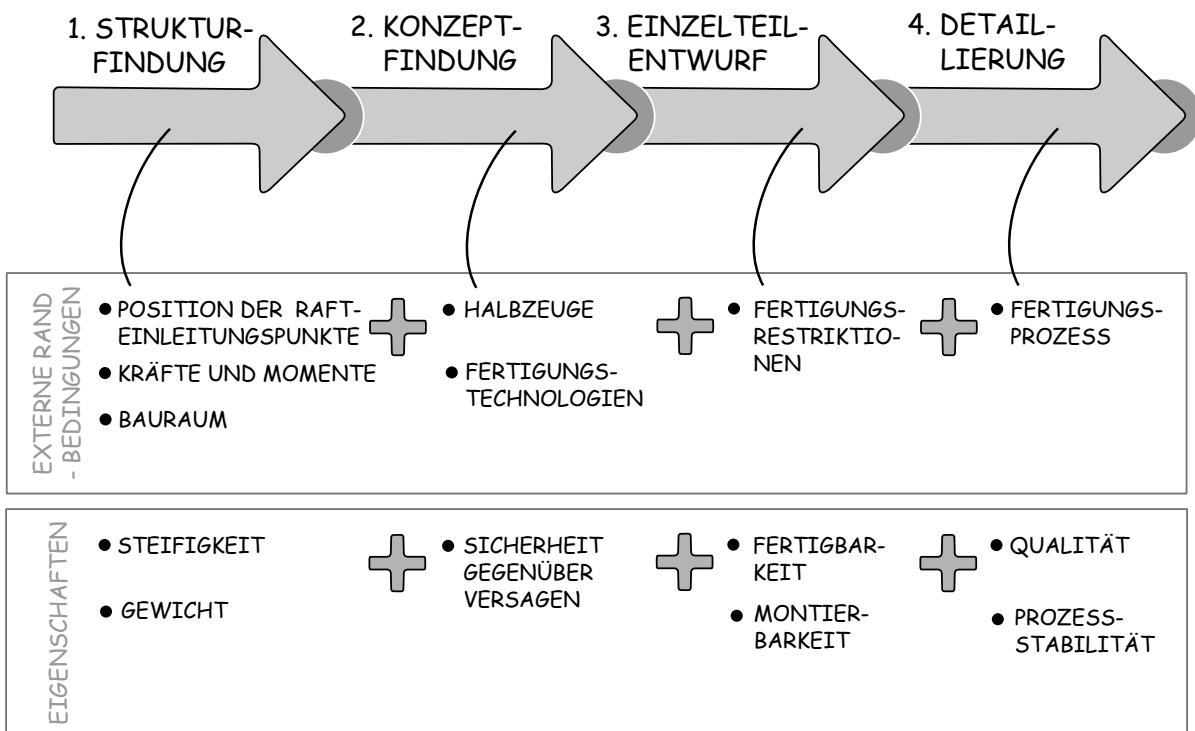 1. STRUKTUR-
FINDUNG
2. KONZEPT-
FINDUNG
3. EINZELTEIL-
ENTWURF
4. DETAIL-
LIERUNG
EXTERNE RAND
- BEDINGUNGEN
● POSITION DER RAFT-
EINLEITUNGSPUNKTE
● KRÄFTE UND MOMENTE
● BAURAUM
● HALBZEUGE
● FERTIGUNGS-
TECHNOLOGIEN
● FERTIGUNGS-
RESTRIKTIO-
NEN
● FERTIGUNGS-
PROZESS
EIGENSCHAFTEN
● STEIFIGKEIT
● GEWICHT
● SICHERHEIT
GEGENÜBER
VERSAGEN
● FERTIGBAR-
KEIT
● MONTIER-
BARKEIT
● QUALITÄT
● PROZESS-
STABILITÄT